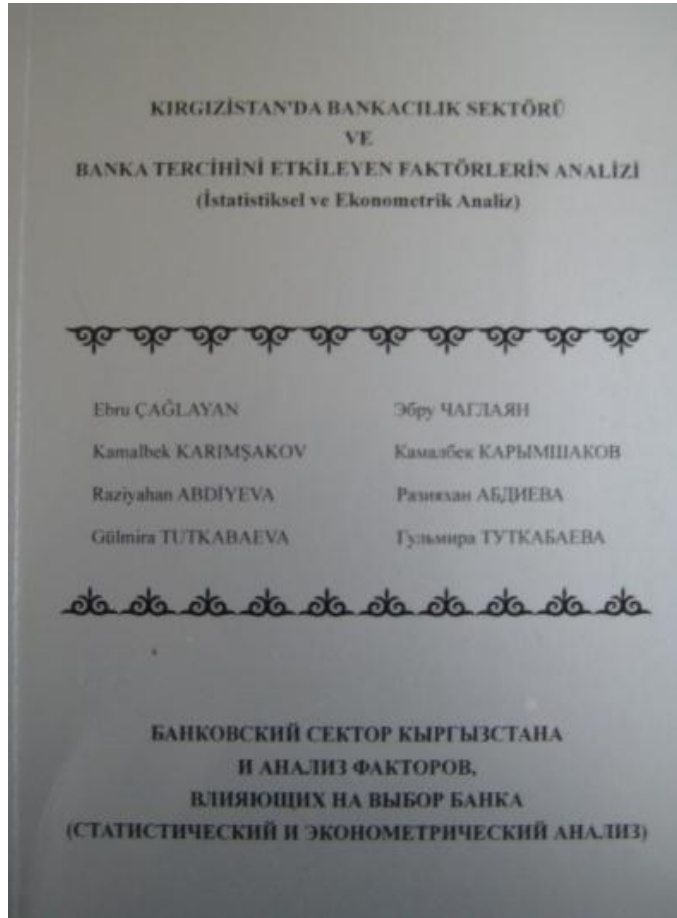 KIRGIZİSTAN'DA BANKACILIK SEKTÖRÜ
VE
BANKA TERCİHİNİ ETKİLEYEN FAKTÖRLERİN ANALİZİ
(İstatistiksel ve Ekonometrik Analiz)
Ebru ÇAĞLAYAN Эбру ЧАГЛАЯН
Kamalbek KARIMŞAKOV Камалбек КАРЫМШАКОВ
Raziyahan ABDİYEVA Разияхан АБДИЕВА
Gülmira TUTKABAEVA Гульмира ТУТКАБАЕВА
БАНКОВСКИЙ СЕКТОР КЫРГЫЗСТАНА
И АНАЛИЗ ФАКТОРОВ,
ВЛИЯЮЩИХ НА ВЫБОР БАНКА
(СТАТИСТИЧЕСКИЙ И ЭКОНОМЕТРИЧЕСКИЙ АНАЛИЗ)